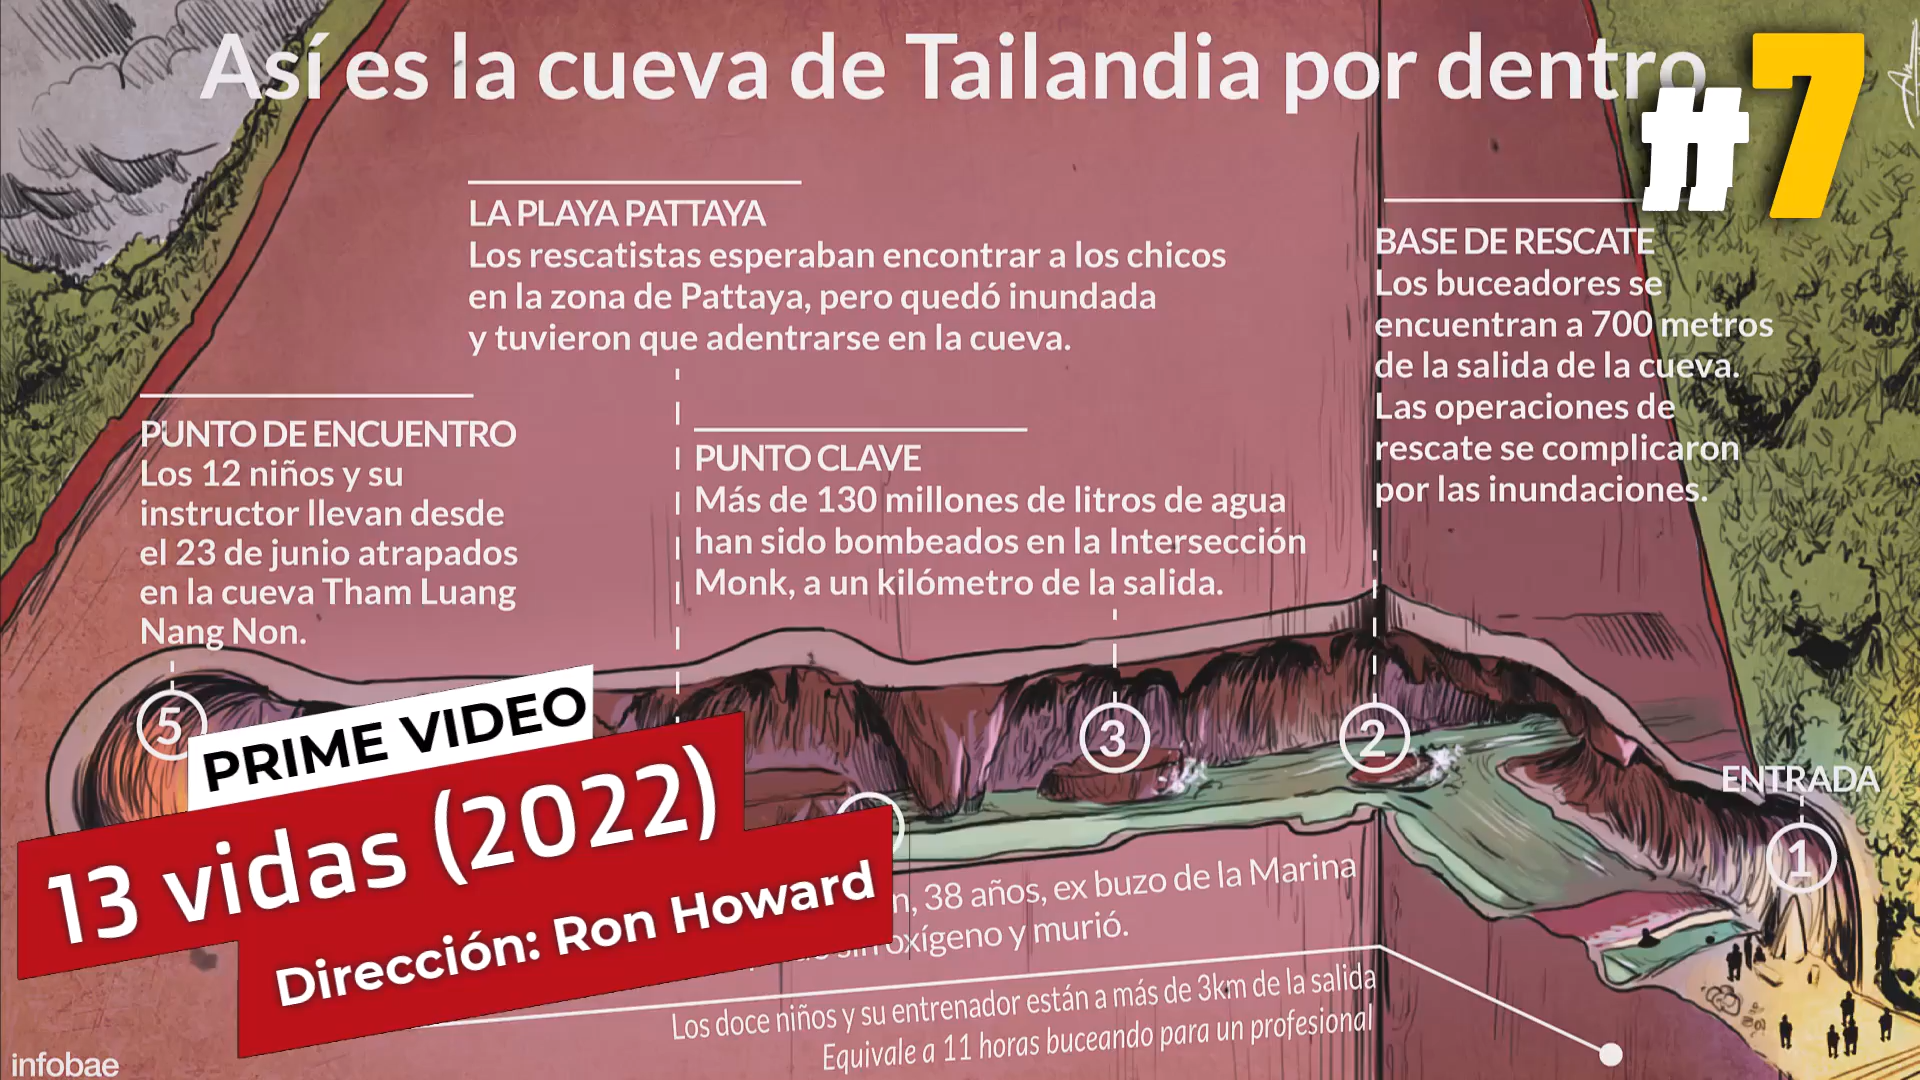 Así es la cueva de Tailandia por dentro
#7
LA PLAYA PATTAYA
Los rescatistas esperaban encontrar a los chicos
en la zona de Pattaya, pero quedó inundada
y tuvieron que adentrarse en la cueva.
BASE DE RESCATE
Los buceadores se
encuentran a 700 metros
de la salida de la cueva.
Las operaciones de
rescate se complicaron
por las inundaciones.
PUNTO DE ENCUENTRO
Los 12 niños y su
instructor llevan desde
el 23 de junio atrapados
en la cueva Tham Luang
Nang Non.
PUNTO CLAVE
Más de 130 millones de litros de agua
han sido bombeados en la Intersección
Monk, a un kilómetro de la salida.
5
3
2
ENTRADA
1
PRIME VIDEO
13 vidas (2022)
Dirección: Ron Howard
38 años, ex buzo de la Marina
oxígeno y murió.
Los doce niños y su entrenador están a más de 3km de la salida
Equivale a 11 horas buceando para un profesional
infobae